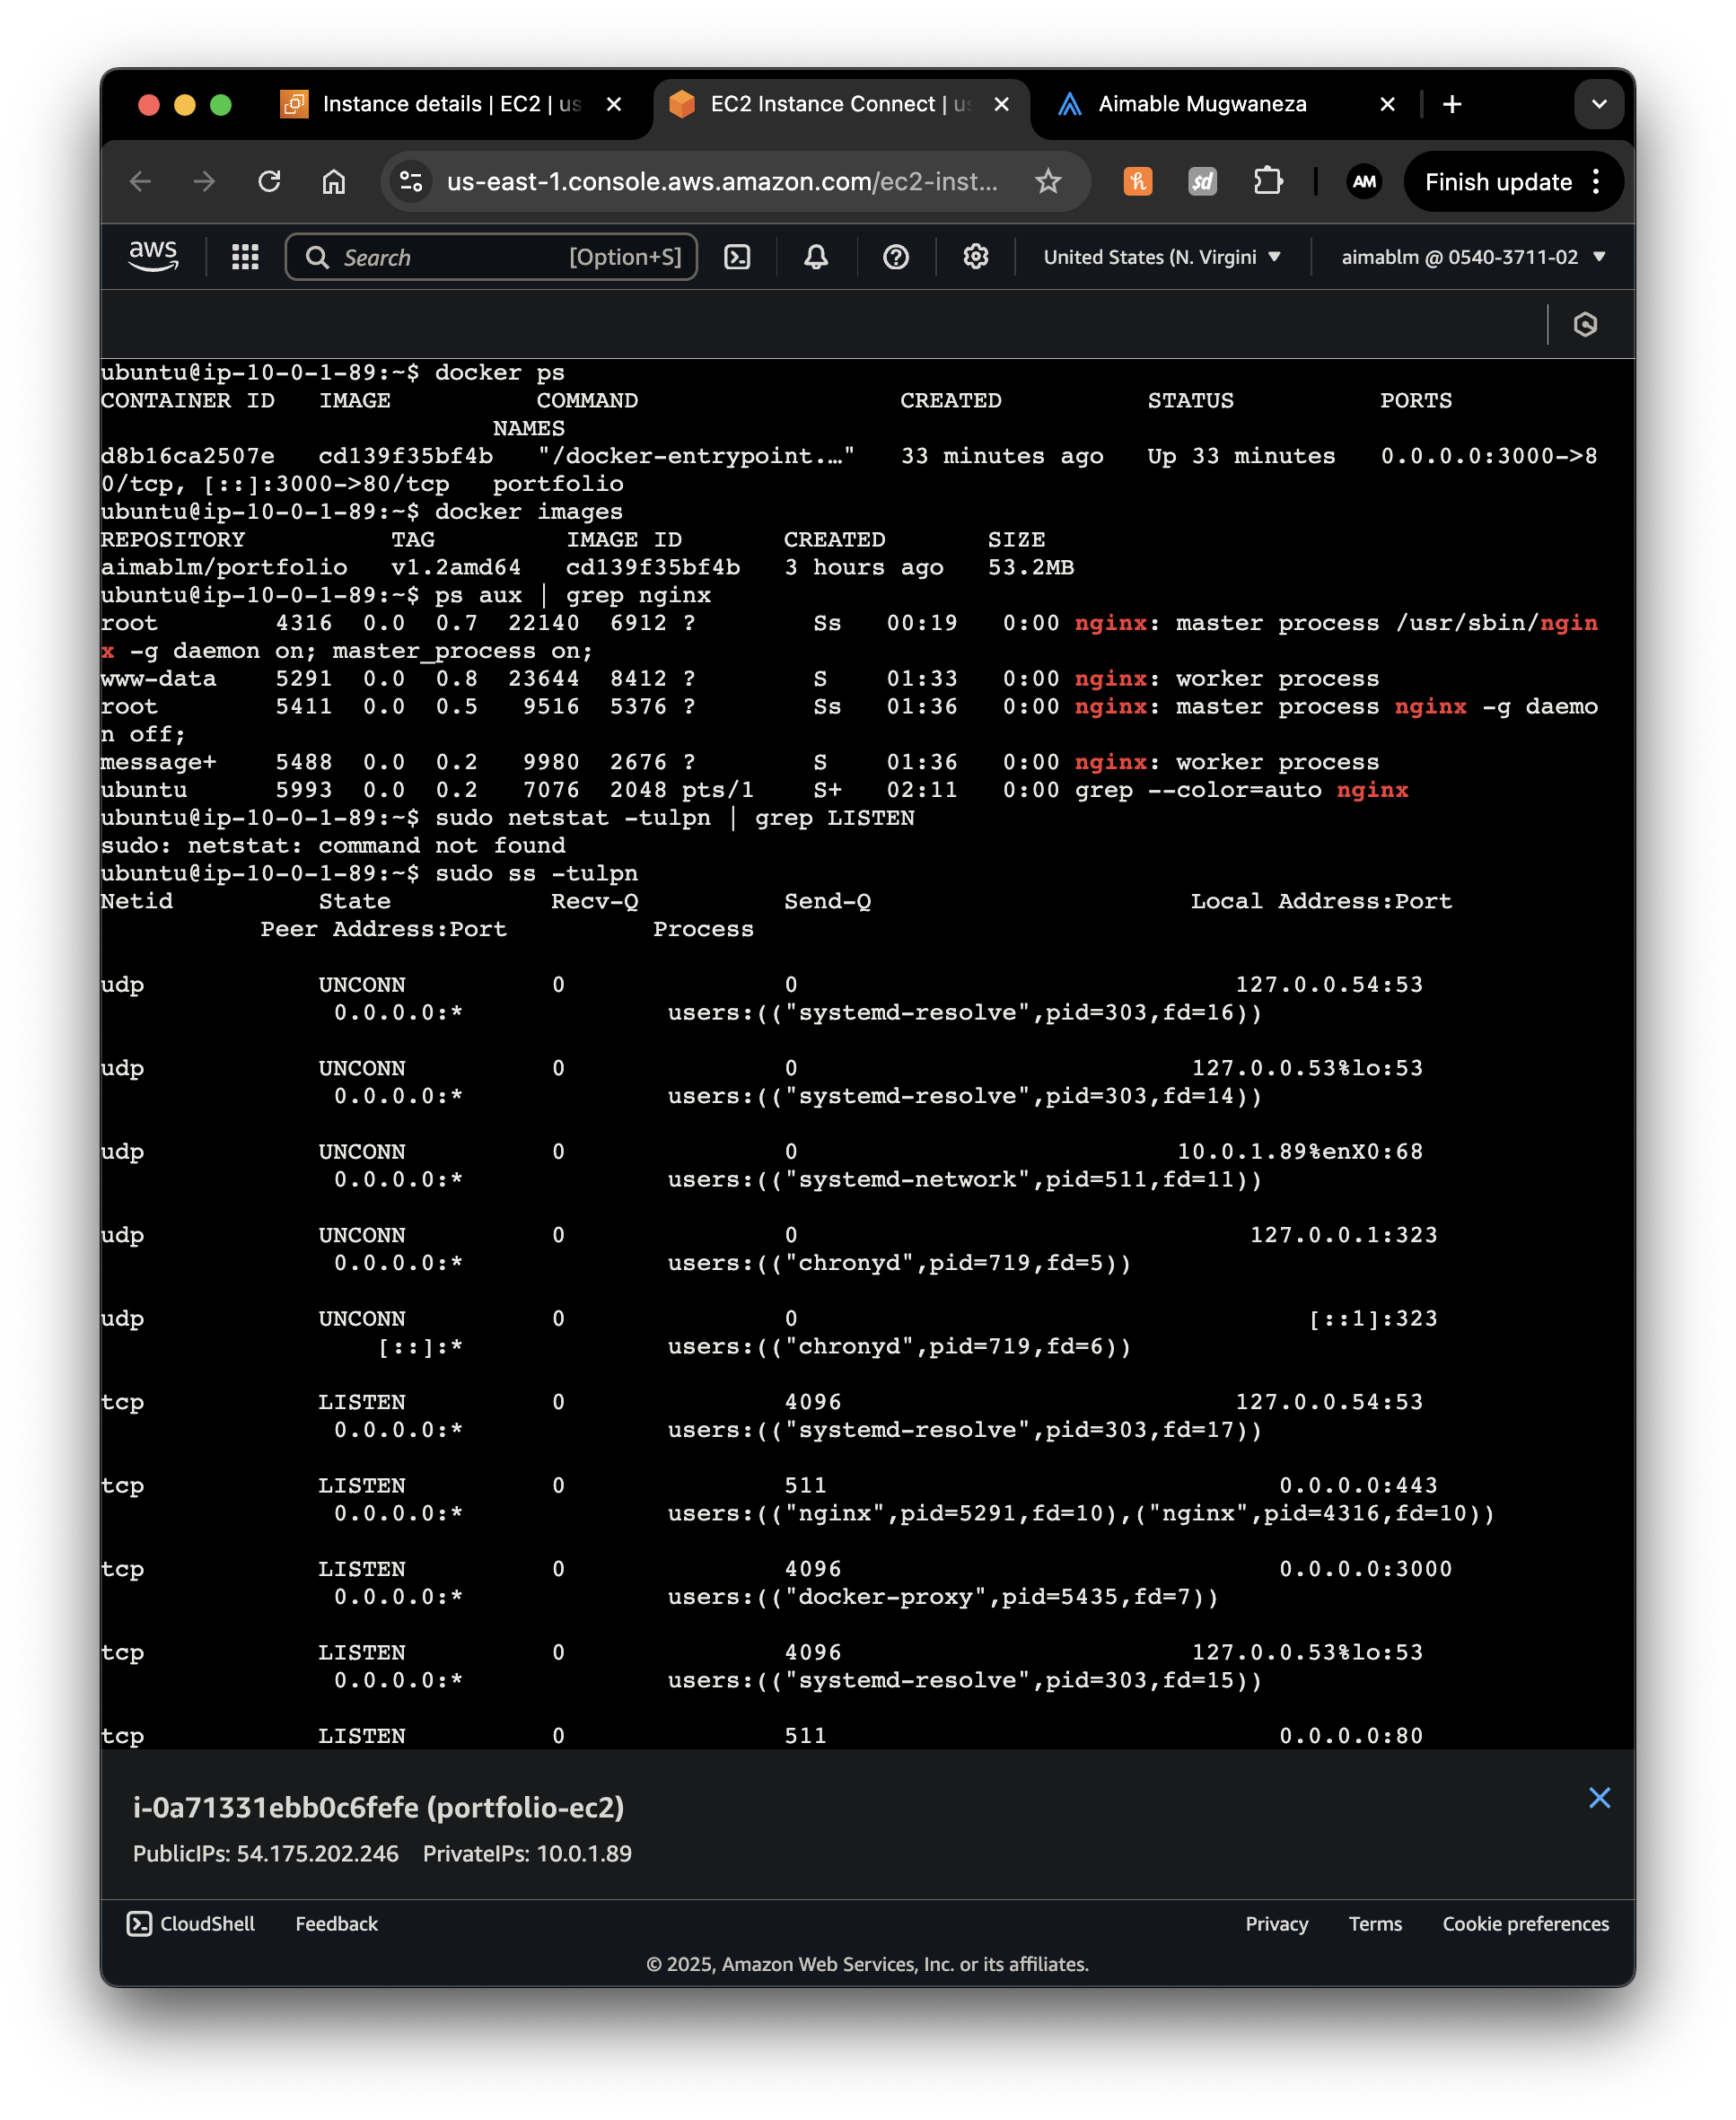 Instance details | EC2 | us
EC2 Instance Connect | us
Aimable Mugwaneza
us-east-1.console.aws.amazon.com/ec2-inst...
AM
Finish update
aws
Search [Option+S]
United States (N. Virgini
aimablm @ 0540-3711-02
ubuntu@ip-10-0-1-89:~$ docker ps
CONTAINER ID   IMAGE          COMMAND                  CREATED          STATUS          PORTS
NAMES
d8b16ca2507e   cd139f35bf4b   "/docker-entrypoint.…"   33 minutes ago   Up 33 minutes   0.0.0.0:3000->8
0/tcp, [::]:3000->80/tcp   portfolio
ubuntu@ip-10-0-1-89:~$ docker images
REPOSITORY          TAG         IMAGE ID       CREATED       SIZE
aimablm/portfolio   v1.2amd64   cd139f35bf4b   3 hours ago   53.2MB
ubuntu@ip-10-0-1-89:~$ ps aux | grep nginx
root        4316  0.0  0.7  22140  6912 ?        Ss   00:19   0:00 nginx: master process /usr/sbin/ngin
x -g daemon on; master_process on;
www-data    5291  0.0  0.8  23644  8412 ?        S    01:33   0:00 nginx: worker process
root        5411  0.0  0.5   9516  5376 ?        Ss   01:36   0:00 nginx: master process nginx -g daemo
n off;
message+    5488  0.0  0.2   9980  2676 ?        S    01:36   0:00 nginx: worker process
ubuntu      5993  0.0  0.2   7076  2048 pts/1    S+   02:11   0:00 grep --color=auto nginx
ubuntu@ip-10-0-1-89:~$ sudo netstat -tulpn | grep LISTEN
sudo: netstat: command not found
ubuntu@ip-10-0-1-89:~$ sudo ss -tulpn
Netid          State           Recv-Q          Send-Q                      Local Address:Port
Peer Address:Port          Process
udp            UNCONN          0               0                              127.0.0.54:53
0.0.0.0:*              users:(("systemd-resolve",pid=303,fd=16))
udp            UNCONN          0               0                           127.0.0.53%lo:53
0.0.0.0:*              users:(("systemd-resolve",pid=303,fd=14))
udp            UNCONN          0               0                          10.0.1.89%enX0:68
0.0.0.0:*              users:(("systemd-network",pid=511,fd=11))
udp            UNCONN          0               0                               127.0.0.1:323
0.0.0.0:*              users:(("chronyd",pid=719,fd=5))
udp            UNCONN          0               0                                   [::1]:323
[::]:*                users:(("chronyd",pid=719,fd=6))
tcp            LISTEN          0               4096                           127.0.0.54:53
0.0.0.0:*              users:(("systemd-resolve",pid=303,fd=17))
tcp            LISTEN          0               511                               0.0.0.0:443
0.0.0.0:*              users:(("nginx",pid=5291,fd=10),("nginx",pid=4316,fd=10))
tcp            LISTEN          0               4096                              0.0.0.0:3000
0.0.0.0:*              users:(("docker-proxy",pid=5435,fd=7))
tcp            LISTEN          0               4096                        127.0.0.53%lo:53
0.0.0.0:*              users:(("systemd-resolve",pid=303,fd=15))
tcp            LISTEN          0               511                               0.0.0.0:80
i-0a71331ebb0c6fefe (portfolio-ec2)
PublicIPs: 54.175.202.246 PrivateIPs: 10.0.1.89
CloudShell Feedback Privacy Terms Cookie preferences
© 2025, Amazon Web Services, Inc. or its affiliates.